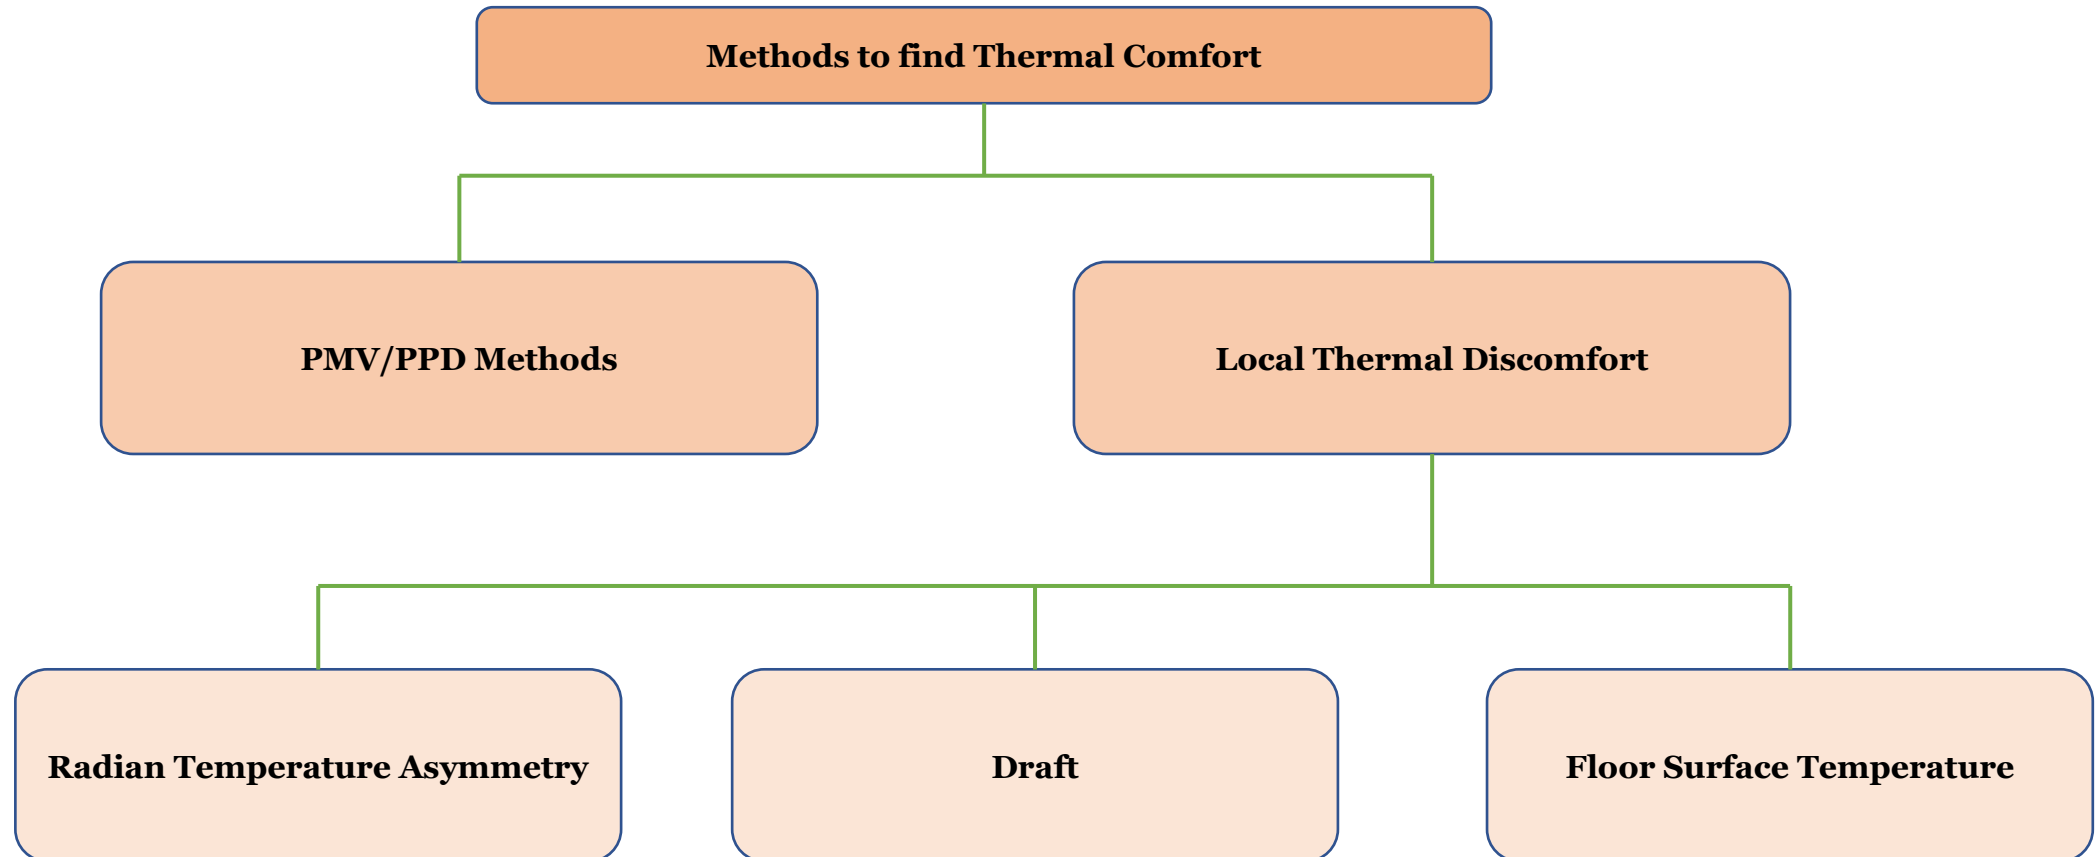 Methods to find Thermal Comfort
PMV/PPD Methods
Local Thermal Discomfort
Radian Temperature Asymmetry
Draft
Floor Surface Temperature